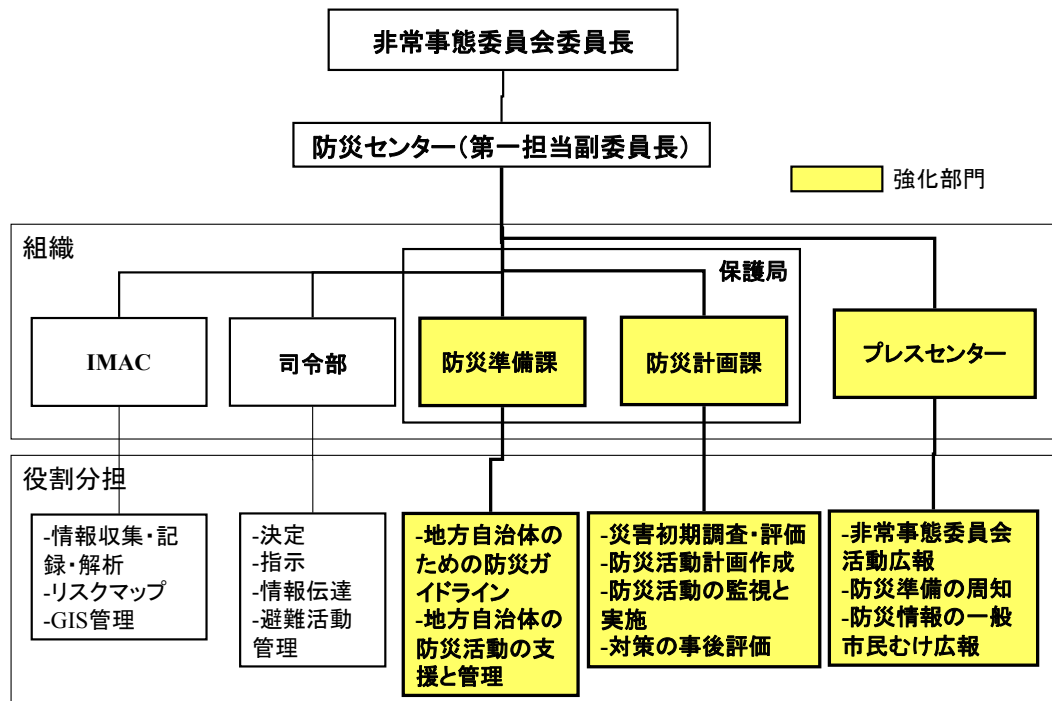 非常事態委員会委員長
防災センター(第一担当副委員長)
強化部門
組織
保護局
IMAC
司令部
防災準備課
防災計画課
プレスセンター
役割分担
-情報収集・記
録・解析
-リスクマップ
-GIS管理
-決定
-指示
-情報伝達
-避難活動
管理
-地方自治体の
ための防災ガ
イドライン
-地方自治体の
防災活動の支
援と管理
-災害初期調査・評価
-防災活動計画作成
-防災活動の監視と
実施
-対策の事後評価
-非常事態委員会
活動広報
-防災準備の周知
-防災情報の一般
市民むけ広報